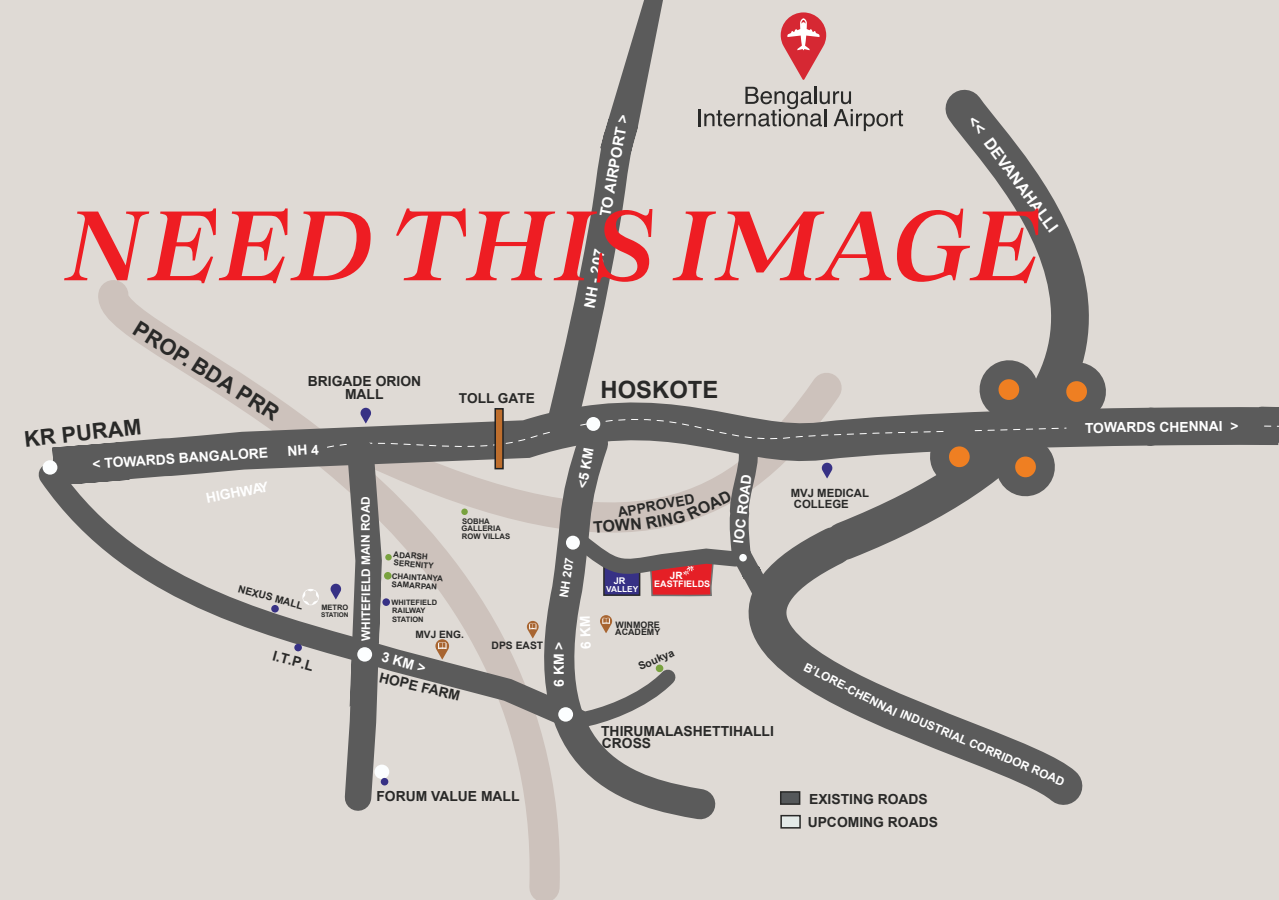 Bengaluru
International Airport
<< DEVANAHALLI
TO AIRPORT >
NEED THIS IMAGE
NH - 207
PROP. BDA PRR
BRIGADE ORION
MALL
TOLL GATE
HOSKOTE
KR PURAM
< TOWARDS BANGALORE
NH 4
TOWARDS CHENNAI >
HIGHWAY
<5 KM
MVJ MEDICAL
COLLEGE
APPROVED
TOWN RING ROAD
IOC ROAD
WHITEFIELD MAIN ROAD
SOBHA
GALLERIA
ROW VILLAS
ADARSH
SERENITY
CHAINTANYA
SAMARPAN
NH 207
JR
VALLEY
JR
EASTFIELDS
NEXUS MALL
METRO
STATION
WHITEFIELD
RAILWAY
STATION
MVJ ENG.
DPS EAST
6 KM
WINMORE
ACADEMY
I.T.P.L
3 KM >
HOPE FARM
6 KM >
Soukya
B'LORE-CHENNAI INDUSTRIAL CORRIDOR ROAD
THIRUMALASHETTIHALLI
CROSS
FORUM VALUE MALL
EXISTING ROADS
UPCOMING ROADS